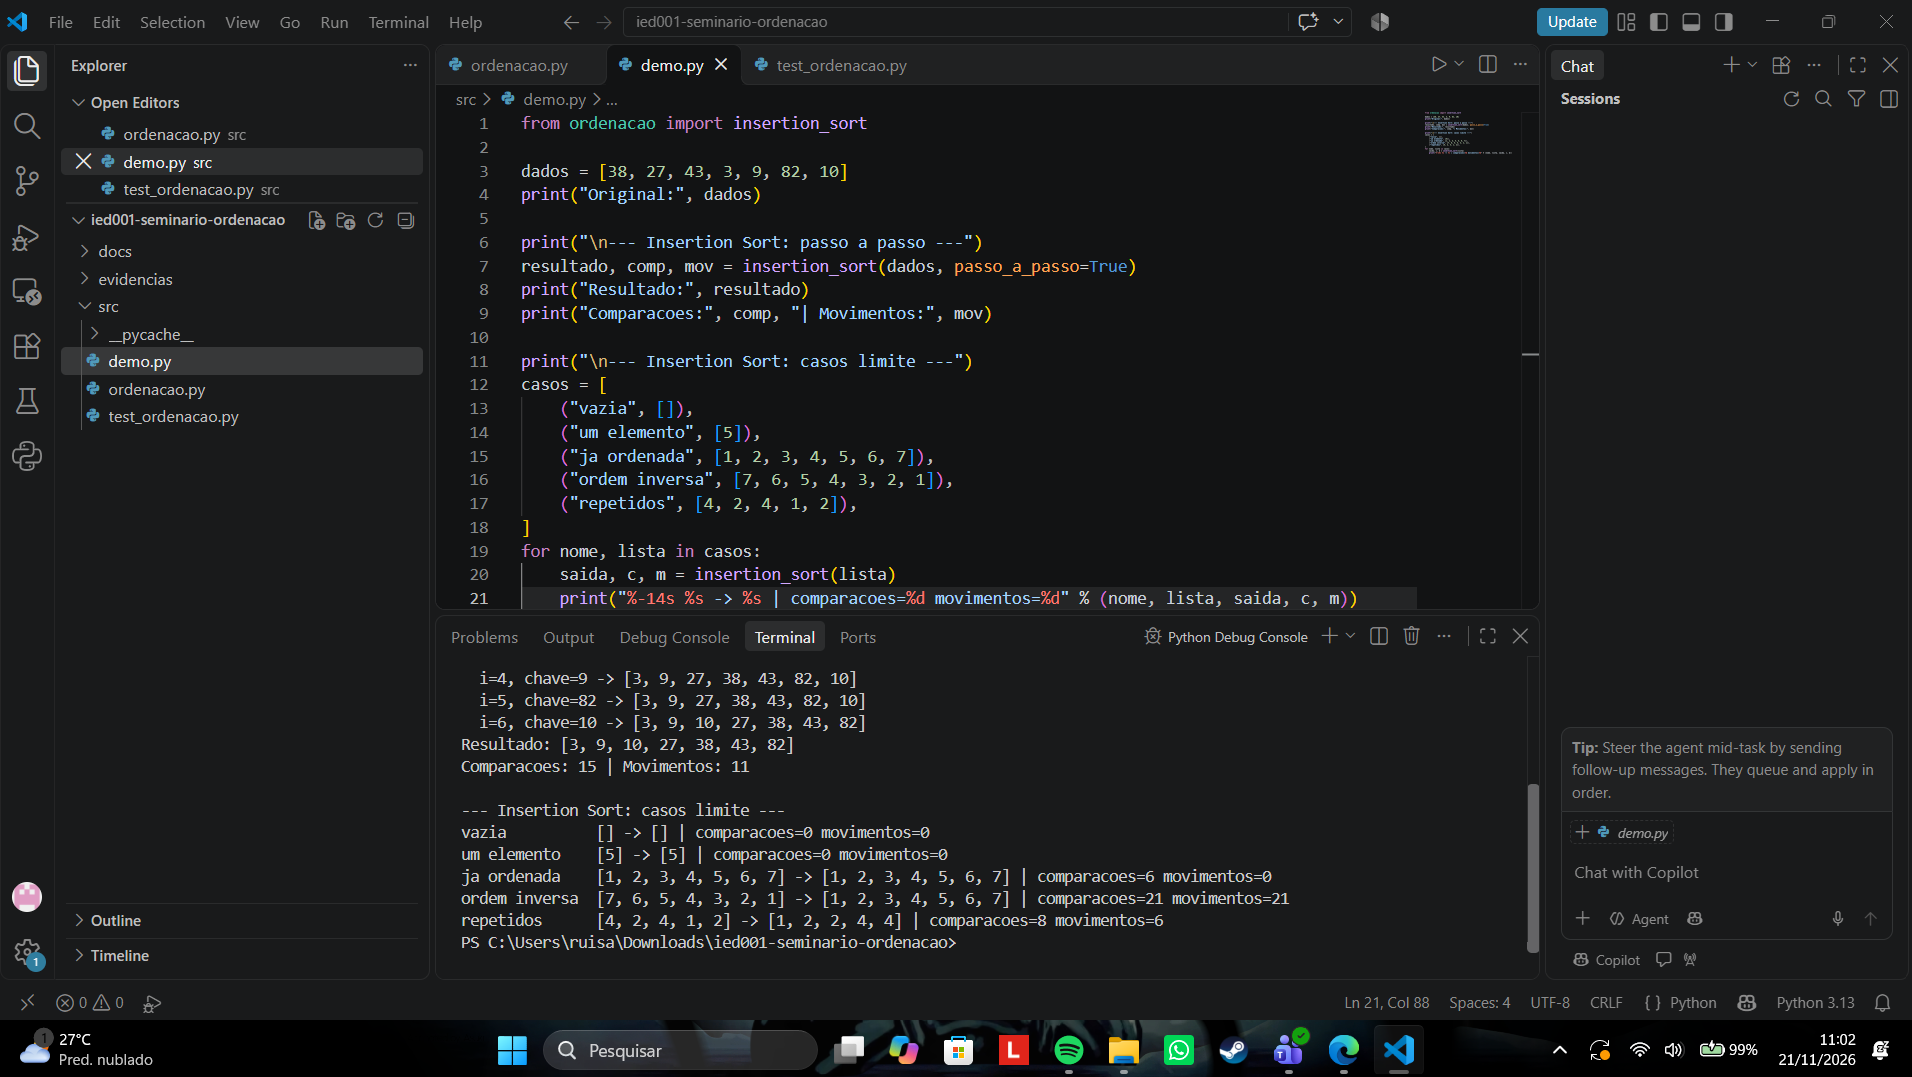 File Edit Selection View Go Run Terminal Help
ied001-seminario-ordenacao
Update
Explorer
Open Editors
ordenacao.py src
demo.py src
test_ordenacao.py src
ied001-seminario-ordenacao
docs
evidencias
src
__pycache__
demo.py
ordenacao.py
test_ordenacao.py
Outline
Timeline
1
ordenacao.py
demo.py
test_ordenacao.py
src > demo.py > ...
1 from ordenacao import insertion_sort
2
3 dados = [38, 27, 43, 3, 9, 82, 10]
4 print("Original:", dados)
5
6 print("\n--- Insertion Sort: passo a passo ---")
7 resultado, comp, mov = insertion_sort(dados, passo_a_passo=True)
8 print("Resultado:", resultado)
9 print("Comparacoes:", comp, "| Movimentos:", mov)
10
11 print("\n--- Insertion Sort: casos limite ---")
12 casos = [
13 ("vazia", []),
14 ("um elemento", [5]),
15 ("ja ordenada", [1, 2, 3, 4, 5, 6, 7]),
16 ("ordem inversa", [7, 6, 5, 4, 3, 2, 1]),
17 ("repetidos", [4, 2, 4, 1, 2]),
18 ]
19 for nome, lista in casos:
20 saida, c, m = insertion_sort(lista)
21 print("%-14s %s -> %s | comparacoes=%d movimentos=%d" % (nome, lista, saida, c, m))
Problems Output Debug Console Terminal Ports
Python Debug Console
i=4, chave=9 -> [3, 9, 27, 38, 43, 82, 10]
i=5, chave=82 -> [3, 9, 27, 38, 43, 82, 10]
i=6, chave=10 -> [3, 9, 10, 27, 38, 43, 82]
Resultado: [3, 9, 10, 27, 38, 43, 82]
Comparacoes: 15 | Movimentos: 11
--- Insertion Sort: casos limite ---
vazia [] -> [] | comparacoes=0 movimentos=0
um elemento [5] -> [5] | comparacoes=0 movimentos=0
ja ordenada [1, 2, 3, 4, 5, 6, 7] -> [1, 2, 3, 4, 5, 6, 7] | comparacoes=6 movimentos=0
ordem inversa [7, 6, 5, 4, 3, 2, 1] -> [1, 2, 3, 4, 5, 6, 7] | comparacoes=21 movimentos=21
repetidos [4, 2, 4, 1, 2] -> [1, 2, 2, 4, 4] | comparacoes=8 movimentos=6
PS C:\Users\ruisa\Downloads\ied001-seminario-ordenacao>
Chat
Sessions
Tip: Steer the agent mid-task by sending
follow-up messages. They queue and apply in
order.
demo.py
Chat with Copilot
Agent
Copilot
0 0
Ln 21, Col 88 Spaces: 4 UTF-8 CRLF {} Python Python 3.13
1
27°C
Pred. nublado
Pesquisar
L
99%
11:02
21/11/2026